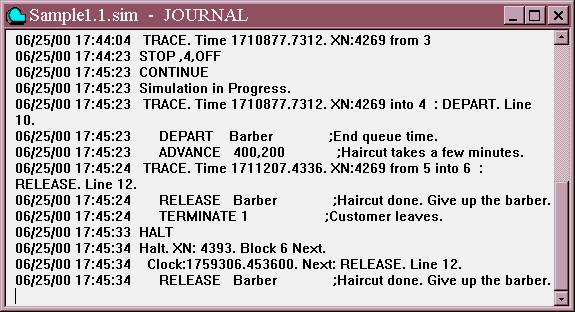 Sample1.1.sim - JOURNAL
06/25/00 17:44:04 TRACE. Time 1710877.7312. XN:4269 from 3
06/25/00 17:44:23 STOP ,4,OFF
06/25/00 17:45:23 CONTINUE
06/25/00 17:45:23 Simulation in Progress.
06/25/00 17:45:23 TRACE. Time 1710877.7312. XN:4269 into 4 : DEPART. Line
10.
06/25/00 17:45:23 DEPART Barber ;End queue time.
06/25/00 17:45:23 ADVANCE 400,200 ;Haircut takes a few minutes.
06/25/00 17:45:24 TRACE. Time 1711207.4336. XN:4269 from 5 into 6 :
RELEASE. Line 12.
06/25/00 17:45:24 RELEASE Barber ;Haircut done. Give up the barber.
06/25/00 17:45:24 TERMINATE 1 ;Customer leaves.
06/25/00 17:45:33 HALT
06/25/00 17:45:34 Halt. XN: 4393. Block 6 Next.
06/25/00 17:45:34 Clock:1759306.453600. Next: RELEASE. Line 12.
06/25/00 17:45:34 RELEASE Barber ;Haircut done. Give up the barber.